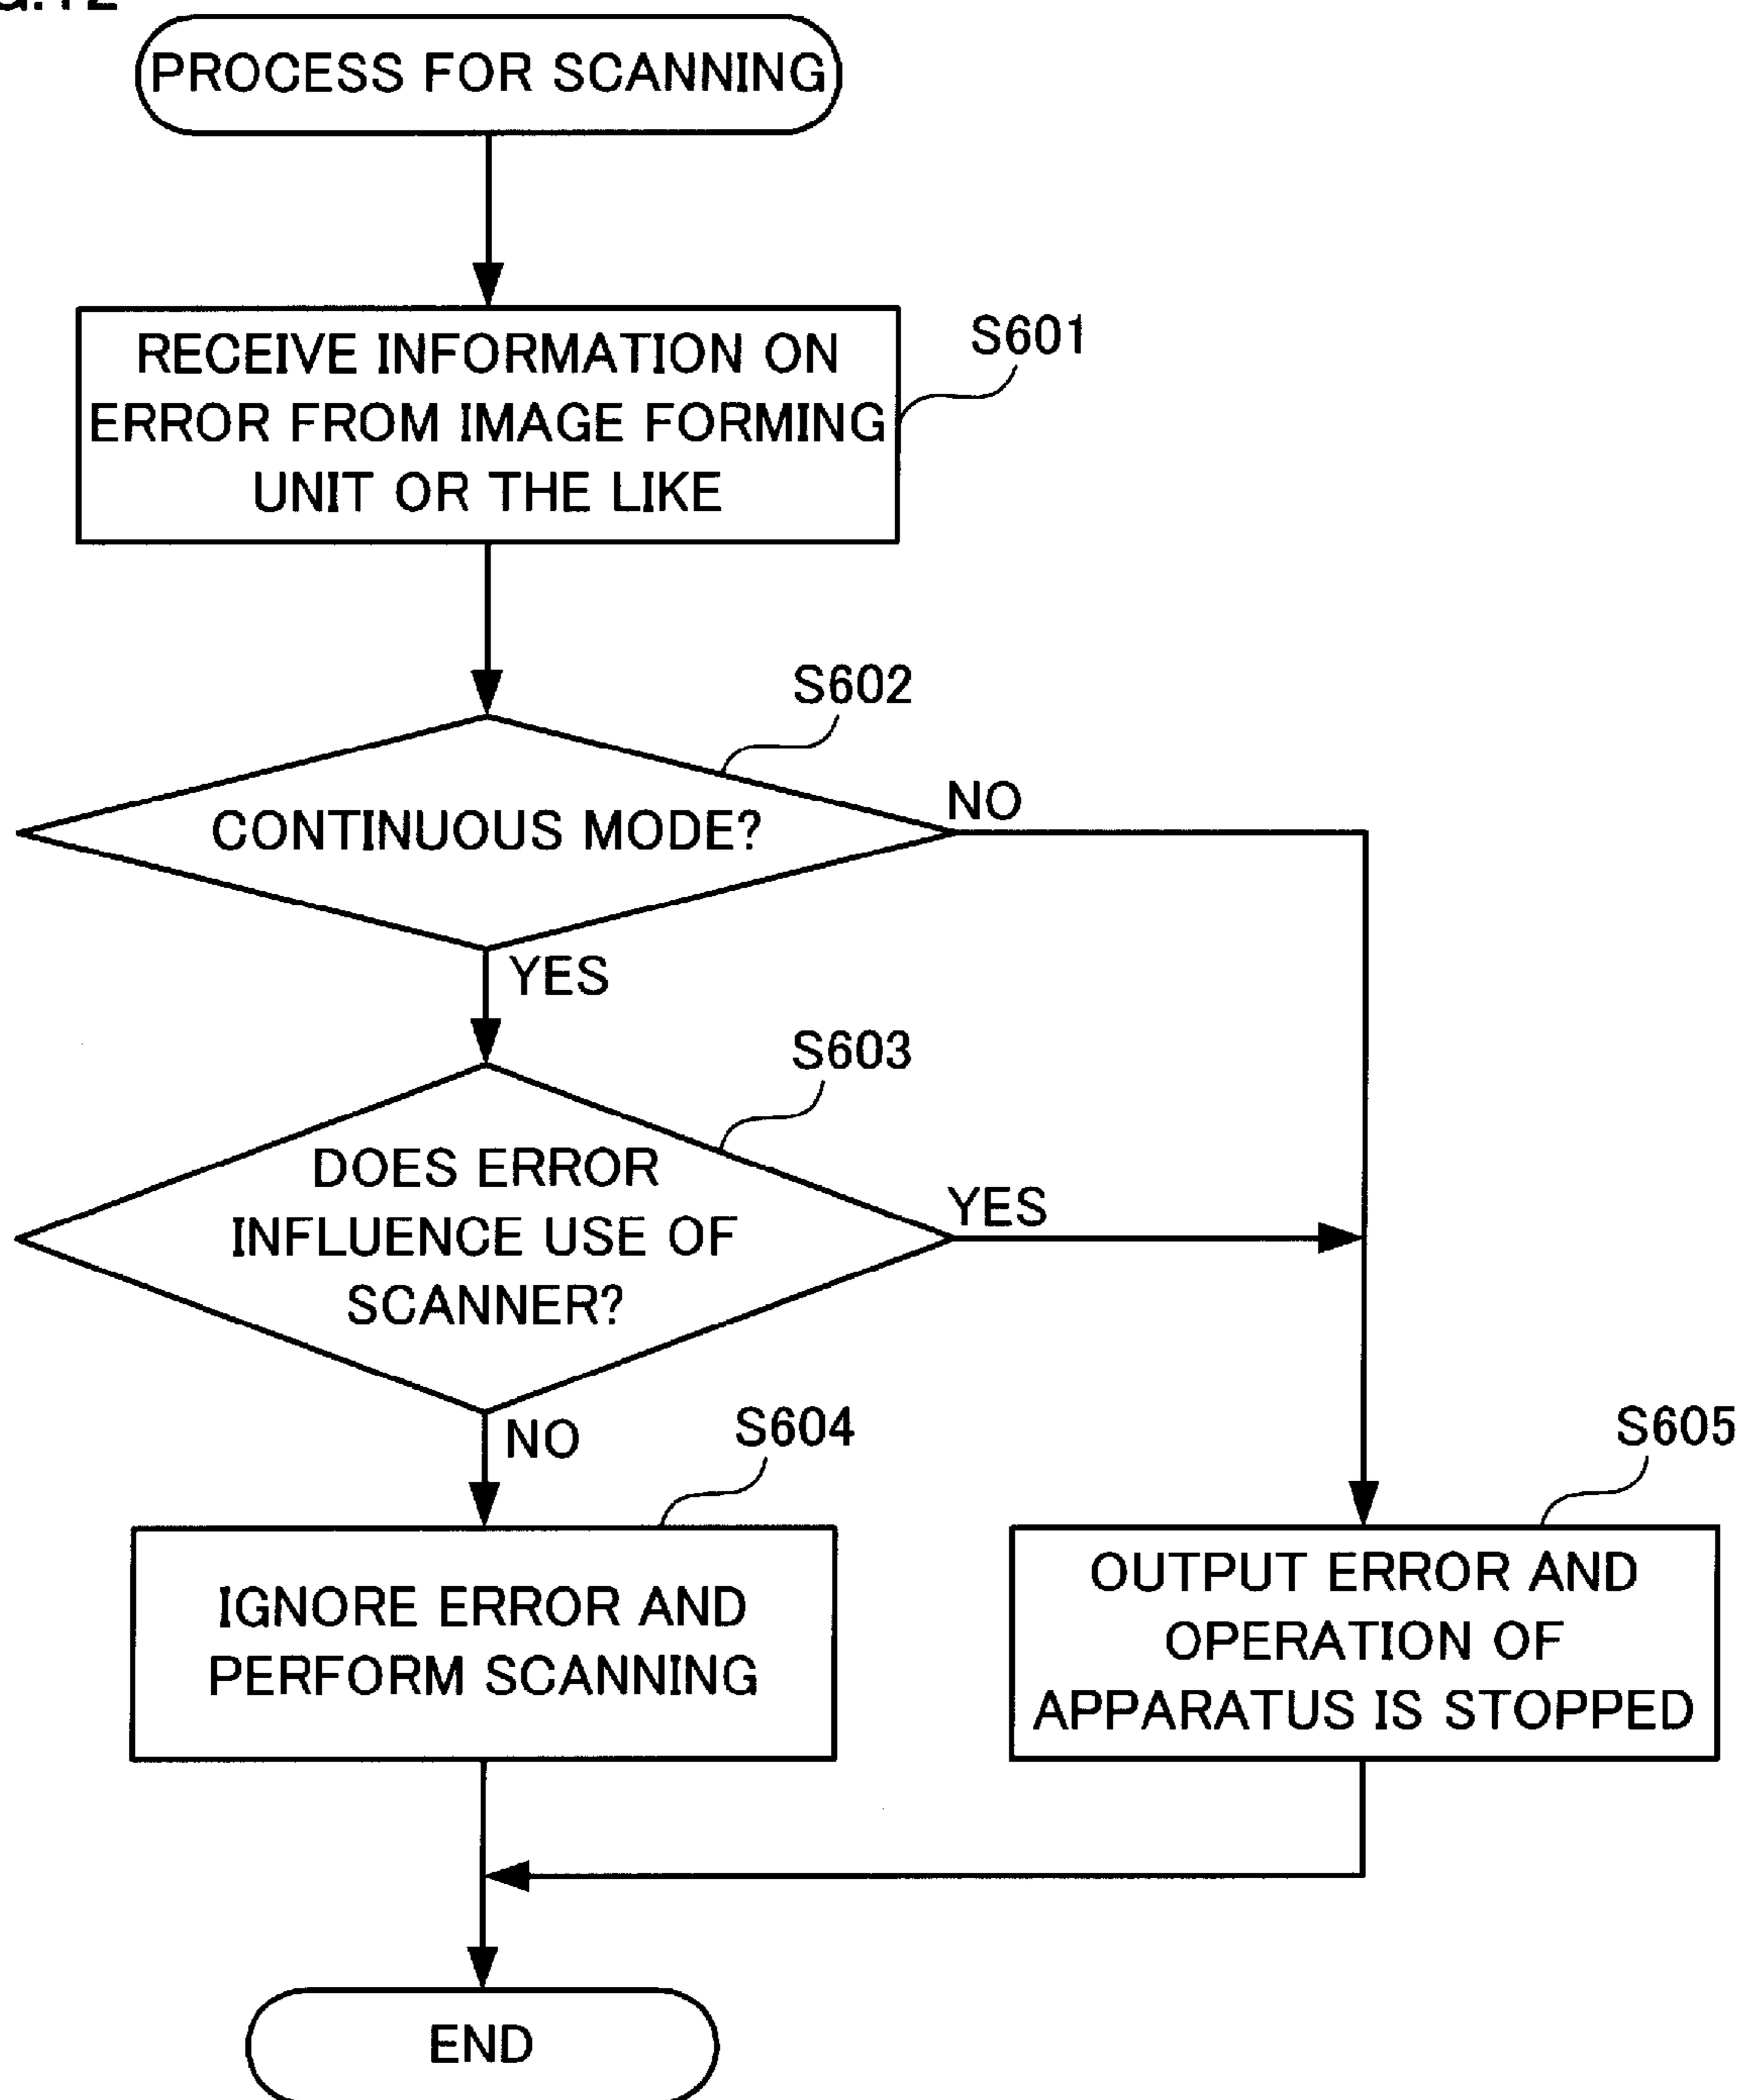 PROCESS FOR SCANNING
RECEIVE INFORMATION ON
ERROR FROM IMAGE FORMING
UNIT OR THE LIKE
S601
S602
CONTINUOUS MODE?
NO
YES
S603
DOES ERROR
INFLUENCE USE OF
SCANNER?
YES
NO
S604
IGNORE ERROR AND
PERFORM SCANNING
S605
OUTPUT ERROR AND
OPERATION OF
APPARATUS IS STOPPED
END